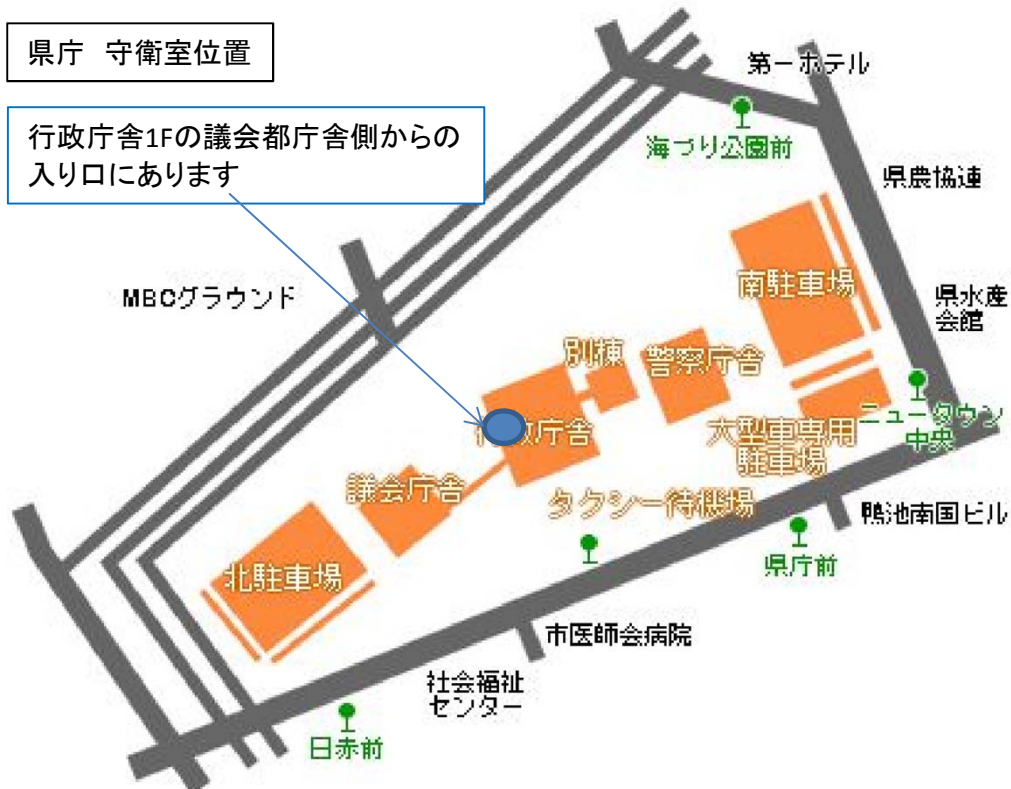 県庁　守衛室位置
行政庁舎1Fの議会都庁舎側からの
入り口にあります
第一ホテル
海づり公園前
県農協連
南駐車場
MBCグラウンド
県水産
会館
別棟
警察庁舎
ニュータウン
中央
行政庁舎
大型車専用
駐車場
議会庁舎
タクシー待機場
鴨池南国ビル
県庁前
北駐車場
市医師会病院
社会福祉
センター
日赤前